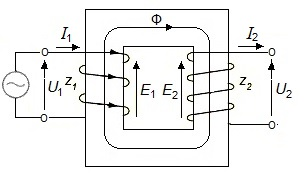 Φ
I₁
I₂
U₁
z₁
E₁
E₂
z₂
U₂